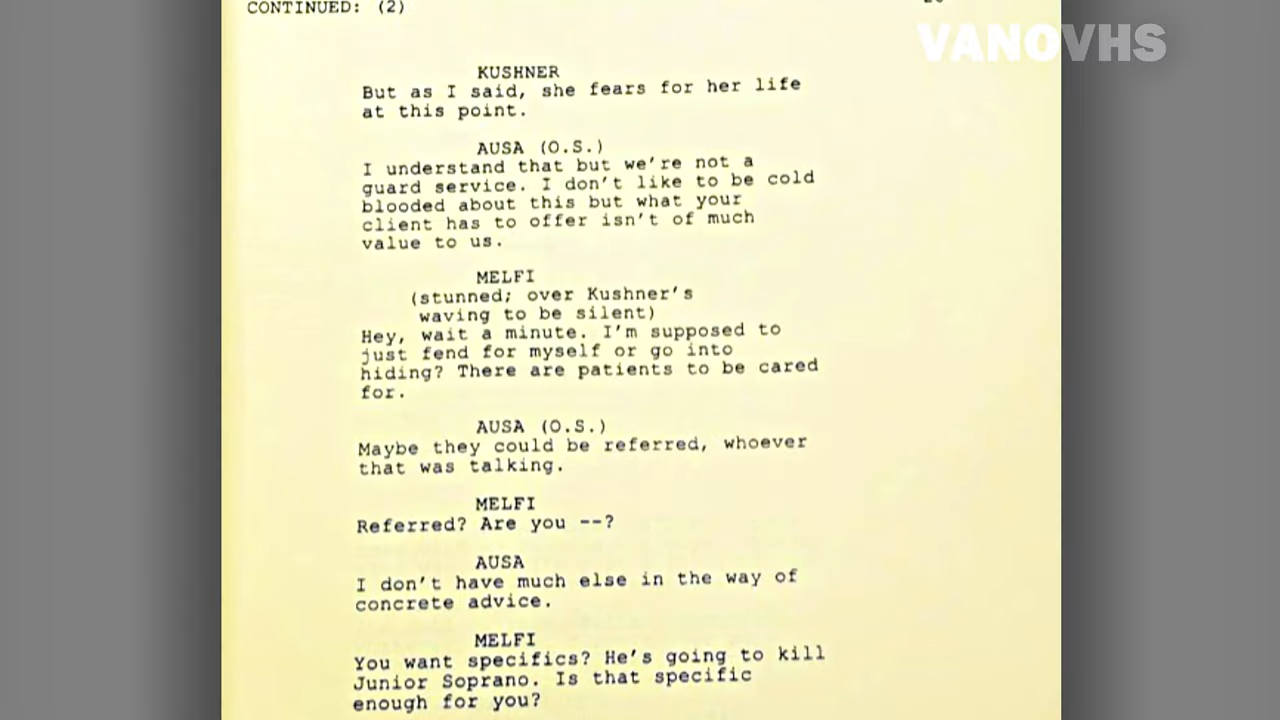 CONTINUED: (2)
VANOVHS
KUSHNER
But as I said, she fears for her life
at this point.
AUSA (O.S.)
I understand that but we're not a
guard service. I don't like to be cold
blooded about this but what your
client has to offer isn't of much
value to us.
MELFI
(stunned; over Kushner's
waving to be silent)
Hey, wait a minute. I'm supposed to
just fend for myself or go into
hiding? There are patients to be cared
for.
AUSA (O.S.)
Maybe they could be referred, whoever
that was talking.
MELFI
Referred? Are you --?
AUSA
I don't have much else in the way of
concrete advice.
MELFI
You want specifics? He's going to kill
Junior Soprano. Is that specific
enough for you?